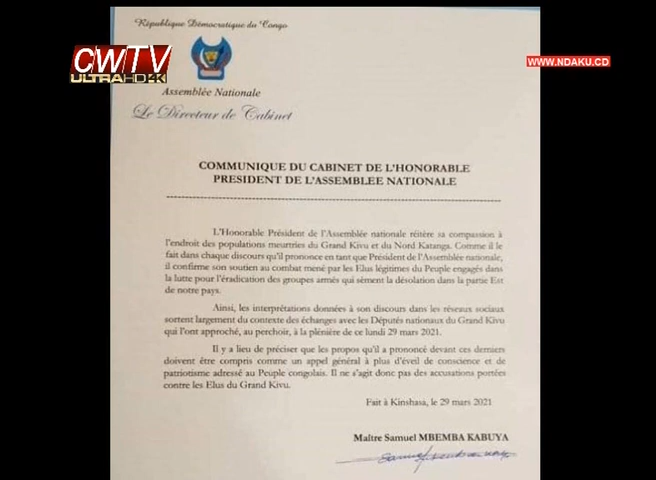 République Démocratique du Congo
CWTV
ULTRAHD4K
WWW.NDAKU.CD
Assemblée Nationale
Le Directeur de Cabinet
COMMUNIQUE DU CABINET DE L'HONORABLE
PRESIDENT DE L'ASSEMBLEE NATIONALE
L'Honorable Président de l'Assemblée nationale réitère sa compassion à
l'endroit des populations meurtries du Grand Kivu et du Nord Katanga. Comme il le
fait dans chaque discours qu'il prononce en tant que Président de l'Assemblée nationale,
il confirme son soutien au combat mené par les Elus légitimes du Peuple engagés dans
la lutte pour l'éradication des groupes armés qui sèment la désolation dans la partie Est
de notre pays.
Ainsi, les interprétations données à son discours dans les réseaux sociaux
sortent largement du contexte des échanges avec les Députés nationaux du Grand Kivu
qui l'ont approché, au perchoir, à la plénière de ce lundi 29 mars 2021.
Il y a lieu de préciser que les propos qu'il a prononcé devant ces derniers
doivent être compris comme un appel général à plus d'éveil de conscience et de
patriotisme adressé au Peuple congolais. Il ne s'agit donc pas des accusations portées
contre les Elus du Grand Kivu.
Fait à Kinshasa, le 29 mars 2021
Maître Samuel MBEMBA KABUYA